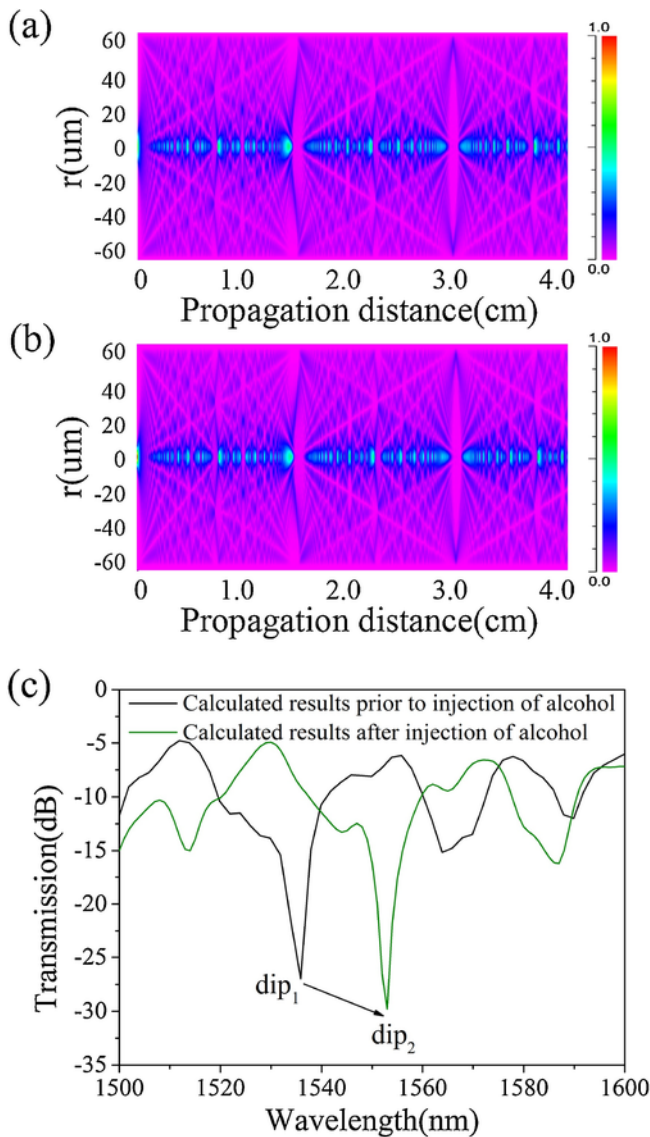 (a)
1.0
60
40
20
0
-20
-40
-60
r(um)
0.0
0 1.0 2.0 3.0 4.0
Propagation distance(cm)
(b)
1.0
60
40
20
0
-20
-40
-60
r(um)
0.0
0 1.0 2.0 3.0 4.0
Propagation distance(cm)
(c)
0
-5
-10
-15
-20
-25
-30
-35
Transmission(dB)
Calculated results prior to injection of alcohol
Calculated results after injection of alcohol
dip1
dip2
1500 1520 1540 1560 1580 1600
Wavelength(nm)